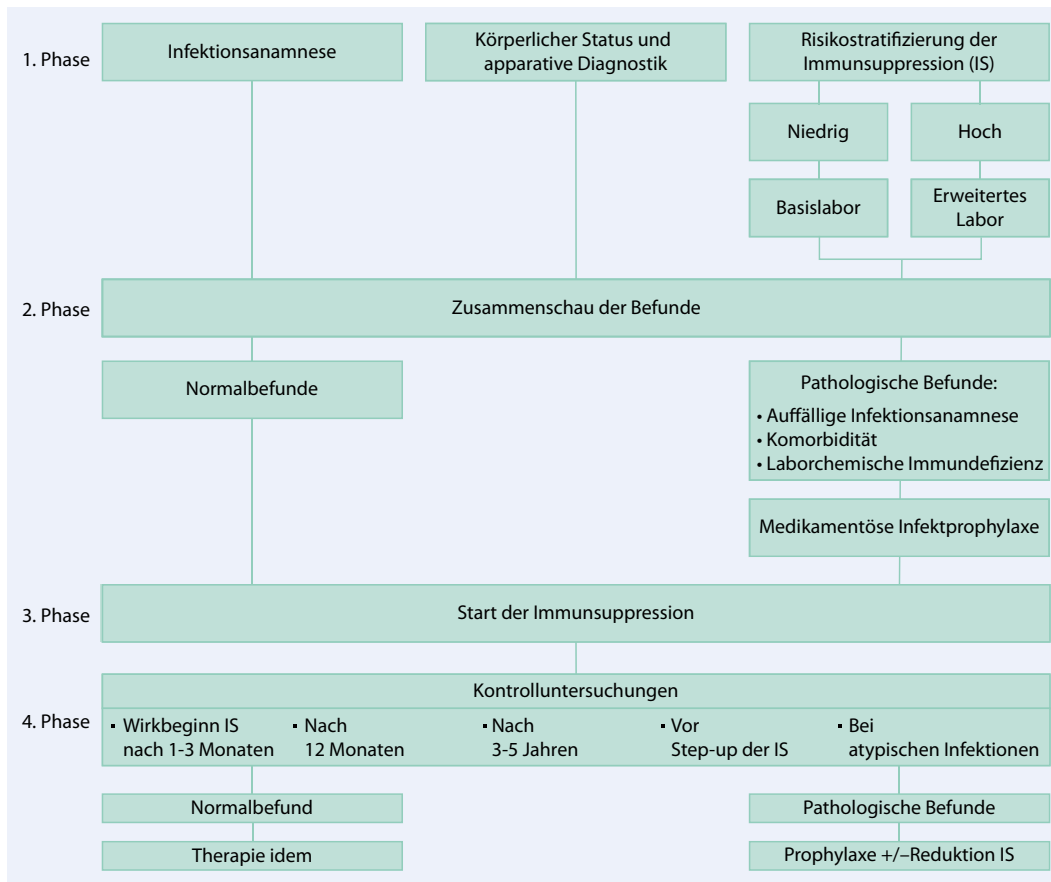 1. Phase
Infektionsanamnese
Körperlicher Status und
apparative Diagnostik
Risikostratifizierung der
Immunsuppression (IS)
Niedrig
Hoch
Basislabor
Erweitertes
Labor
2. Phase
Zusammenschau der Befunde
Normalbefunde
Pathologische Befunde:
• Auffällige Infektionsanamnese
• Komorbidität
• Laborchemische Immundefizienz
Medikamentöse Infektprophylaxe
3. Phase
Start der Immunsuppression
4. Phase
Kontrolluntersuchungen
▪ Wirkbeginn IS
nach 1-3 Monaten
▪ Nach
12 Monaten
▪ Nach
3-5 Jahren
▪ Vor
Step-up der IS
▪ Bei
atypischen Infektionen
Normalbefund
Pathologische Befunde
Therapie idem
Prophylaxe +/–Reduktion IS